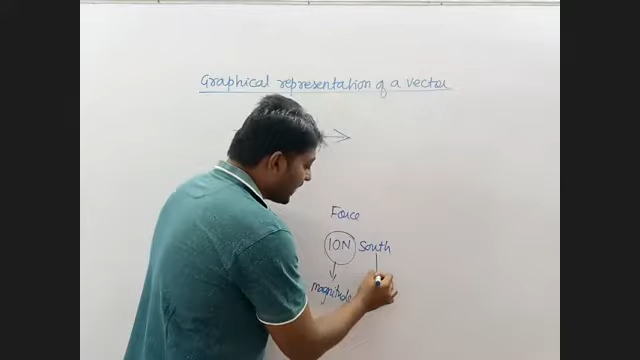 Graphical representation of a vector
Force
10N South
magnitude